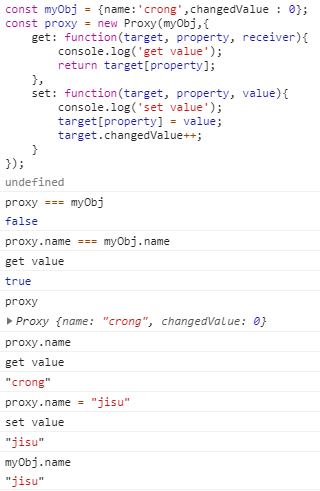 const myObj = {name:'crong',changedValue : 0};
const proxy = new Proxy(myObj,{
    get: function(target, property, receiver){
        console.log('get value');
        return target[property];
    },
    set: function(target, property, value){
        console.log('set value');
        target[property] = value;
        target.changedValue++;
    }
});
undefined
proxy === myObj
false
proxy.name === myObj.name
get value
true
proxy
▶ Proxy {name: "crong", changedValue: 0}
proxy.name
get value
"crong"
proxy.name = "jisu"
set value
"jisu"
myObj.name
"jisu"